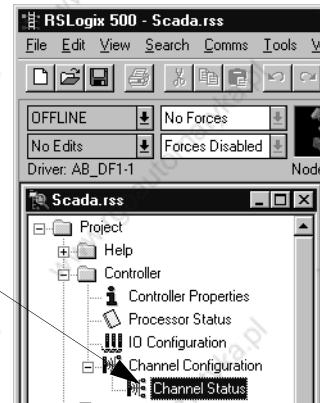 RSLogix 500 - Scada.rss
File Edit View Search Comms Tools
OFFLINE No Forces
No Edits Forces Disabled
Driver: AB_DF1-1 Node
Scada.rss
Project
Help
Controller
Controller Properties
Processor Status
IO Configuration
Channel Configuration
Channel Status